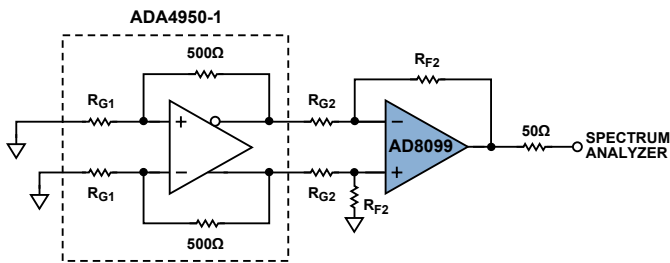 ADA4950-1
500Ω
RF2
RG1
RG2
+
−
−
AD8099
+
50Ω
SPECTRUM
ANALYZER
RG1
RG2
RF2
500Ω